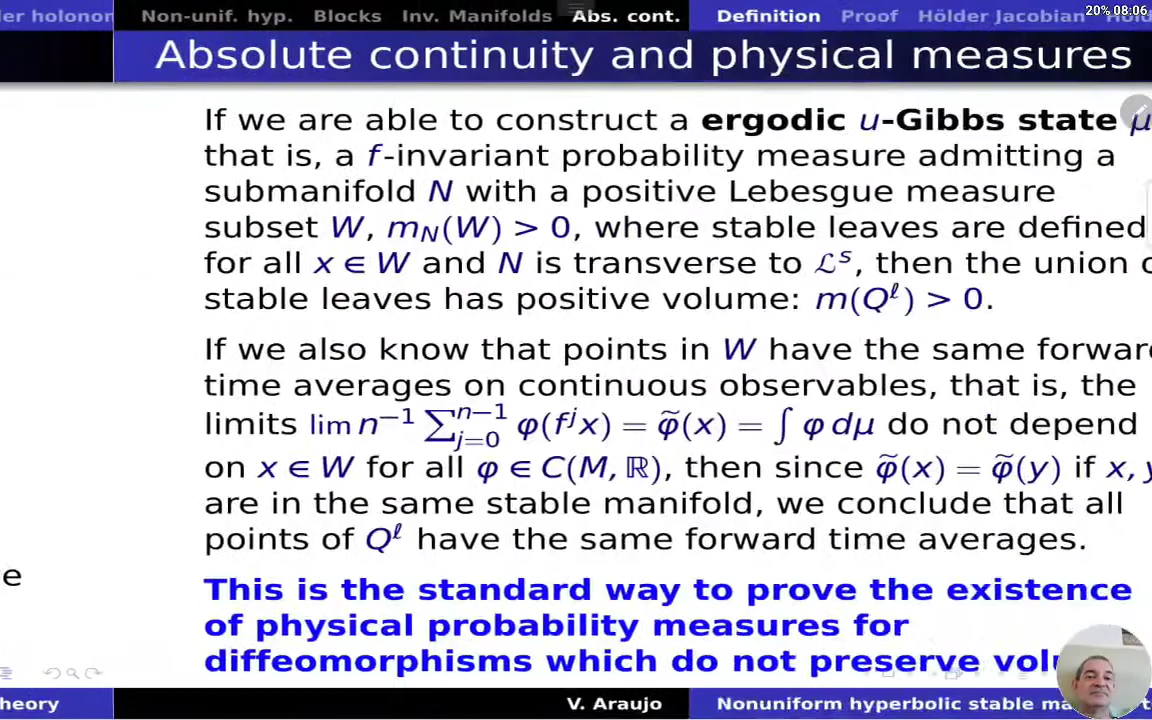 der holonom Non-unif. hyp. Blocks Inv. Manifolds Abs. cont. Definition Proof Hölder Jacobian 20% 08:06
Absolute continuity and physical measures
If we are able to construct a ergodic u-Gibbs state μ
that is, a f-invariant probability measure admitting a
submanifold N with a positive Lebesgue measure
subset W, m_N(W) > 0, where stable leaves are defined
for all x ∈ W and N is transverse to ℒ^s, then the union
stable leaves has positive volume: m(Q^ℓ) > 0.
If we also know that points in W have the same forward
time averages on continuous observables, that is, the
limits lim n^{-1} ∑_{j=0}^{n-1} φ(f^j x) = φ̃(x) = ∫ φ dμ do not depend
on x ∈ W for all φ ∈ C(M, ℝ), then since φ̃(x) = φ̃(y) if x, y
are in the same stable manifold, we conclude that all
points of Q^ℓ have the same forward time averages.
e
This is the standard way to prove the existence
of physical probability measures for
diffeomorphisms which do not preserve
theory V. Araujo Nonuniform hyperbolic stable